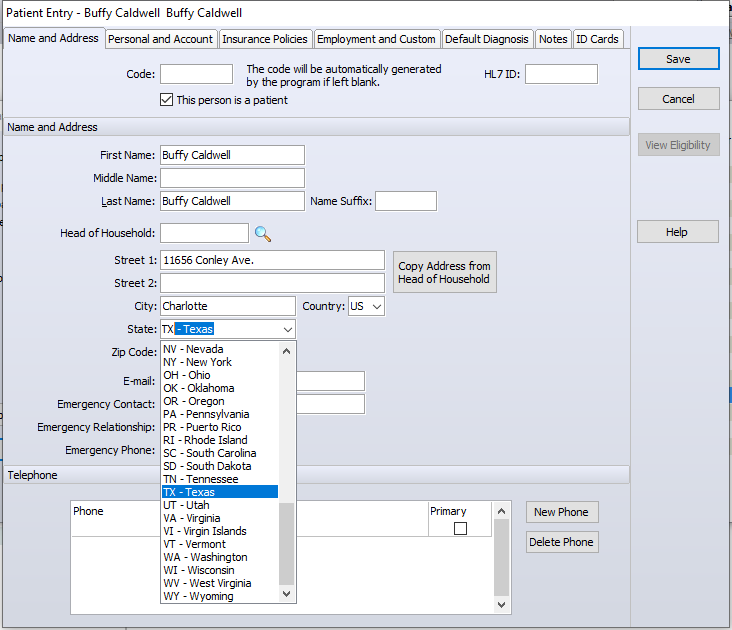 Patient Entry - Buffy Caldwell  Buffy Caldwell
Name and Address
Personal and Account
Insurance Policies
Employment and Custom
Default Diagnosis
Notes
ID Cards
Code:
The code will be automatically generated
by the program if left blank.
HL7 ID:
This person is a patient
Save
Cancel
View Eligibility
Help
Name and Address
First Name: Buffy Caldwell
Middle Name:
Last Name: Buffy Caldwell
Name Suffix:
Head of Household:
Street 1: 11656 Conley Ave.
Copy Address from
Head of Household
Street 2:
City: Charlotte
Country: US
State: TX - Texas
Zip Code:
E-mail:
Emergency Contact:
Emergency Relationship:
Emergency Phone:
NV - Nevada
NY - New York
OH - Ohio
OK - Oklahoma
OR - Oregon
PA - Pennsylvania
PR - Puerto Rico
RI - Rhode Island
SC - South Carolina
SD - South Dakota
TN - Tennessee
TX - Texas
UT - Utah
VA - Virginia
VI - Virgin Islands
VT - Vermont
WA - Washington
WI - Wisconsin
WV - West Virginia
WY - Wyoming
Telephone
Phone
Primary
New Phone
Delete Phone